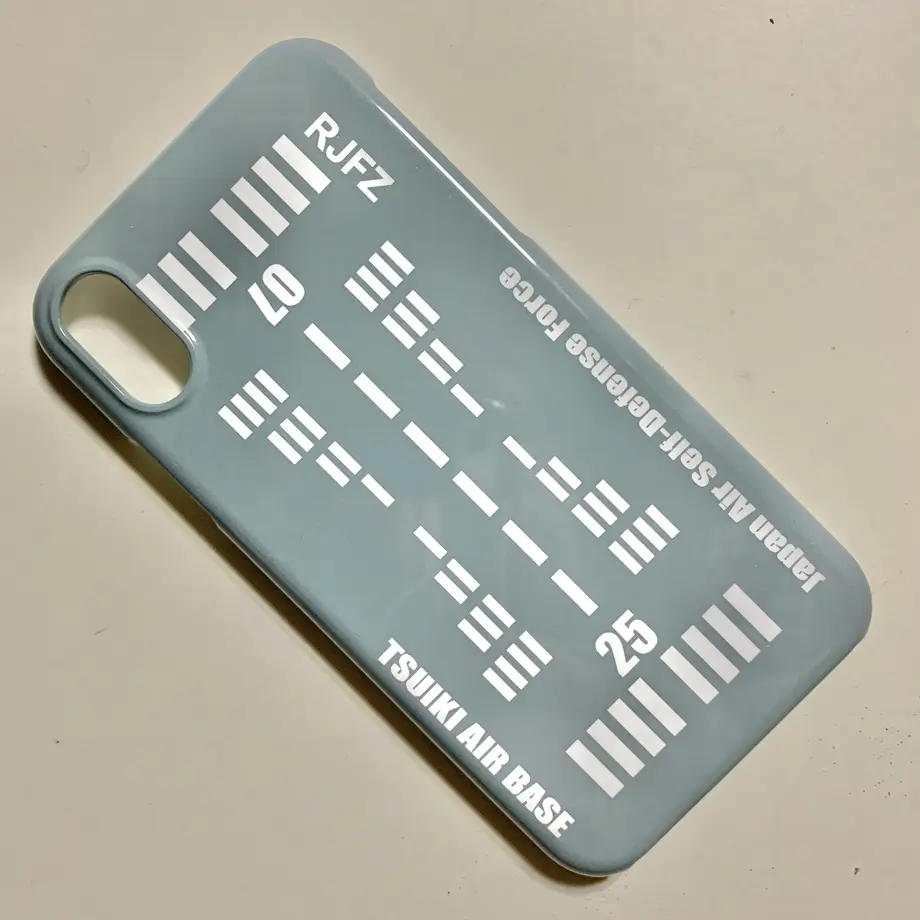 RJFZ
07
Japan Air Self-Defense Force
25
TSUIKI AIR BASE